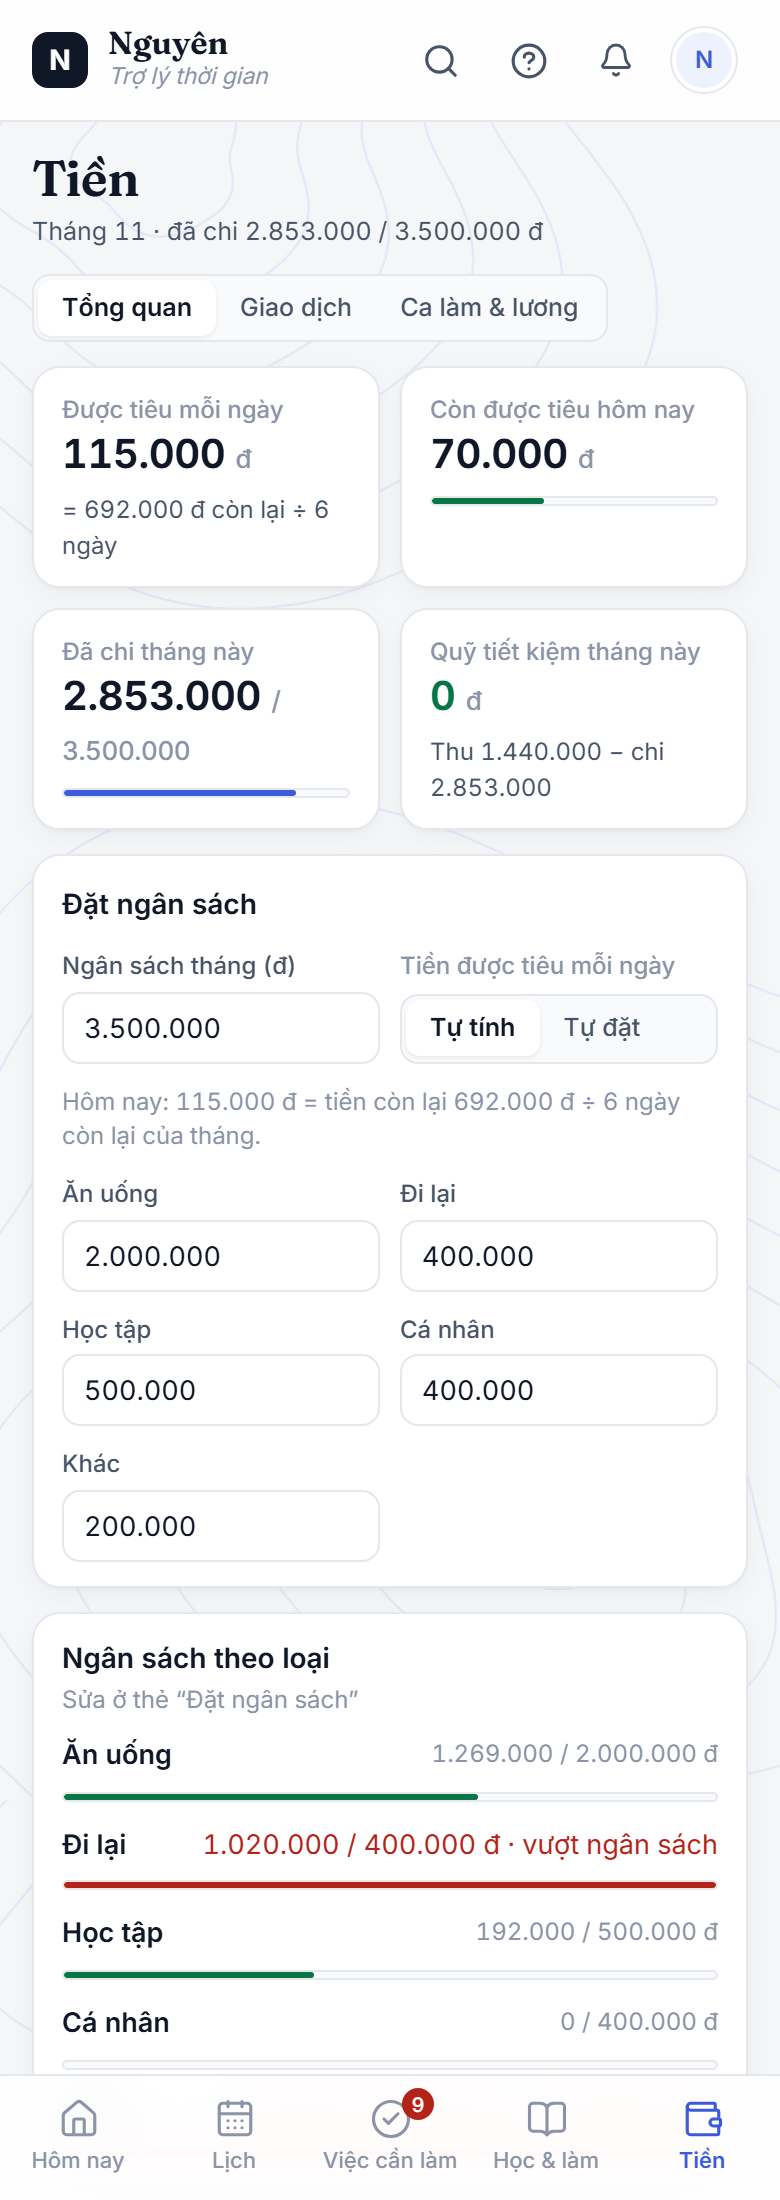 N
Nguyên
Trợ lý thời gian
N
Tiền
Tháng 11 · đã chi 2.853.000 / 3.500.000 đ
Tổng quan
Giao dịch
Ca làm & lương
Được tiêu mỗi ngày
115.000 đ
= 692.000 đ còn lại ÷ 6
ngày
Còn được tiêu hôm nay
70.000 đ
Đã chi tháng này
2.853.000 /
3.500.000
Quỹ tiết kiệm tháng này
0 đ
Thu 1.440.000 − chi
2.853.000
Đặt ngân sách
Ngân sách tháng (đ)
3.500.000
Tiền được tiêu mỗi ngày
Tự tính
Tự đặt
Hôm nay: 115.000 đ = tiền còn lại 692.000 đ ÷ 6 ngày
còn lại của tháng.
Ăn uống
2.000.000
Đi lại
400.000
Học tập
500.000
Cá nhân
400.000
Khác
200.000
Ngân sách theo loại
Sửa ở thẻ “Đặt ngân sách”
Ăn uống 1.269.000 / 2.000.000 đ
Đi lại 1.020.000 / 400.000 đ · vượt ngân sách
Học tập 192.000 / 500.000 đ
Cá nhân 0 / 400.000 đ
Hôm nay
Lịch
9
Việc cần làm
Học & làm
Tiền